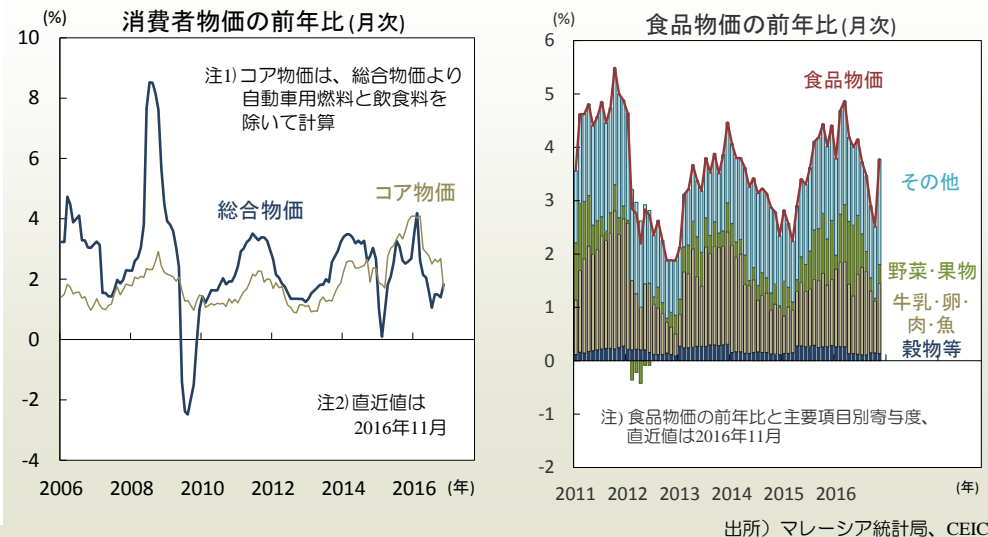 消費者物価の前年比(月次)
(%)
10
8
6
4
2
0
-2
-4
注1)コア物価は、総合物価より
自動車用燃料と飲食料を
除いて計算
総合物価
コア物価
注2)直近値は
2016年11月
2006 2008 2010 2012 2014 2016 (年)
食品物価の前年比(月次)
(%)
6
5
4
3
2
1
0
-1
-2
食品物価
その他
野菜・果物
牛乳・卵・
肉・魚
穀物等
注) 食品物価の前年比と主要項目別寄与度、
直近値は2016年11月
2011 2012 2013 2014 2015 2016 (年)
出所）マレーシア統計局、CEIC